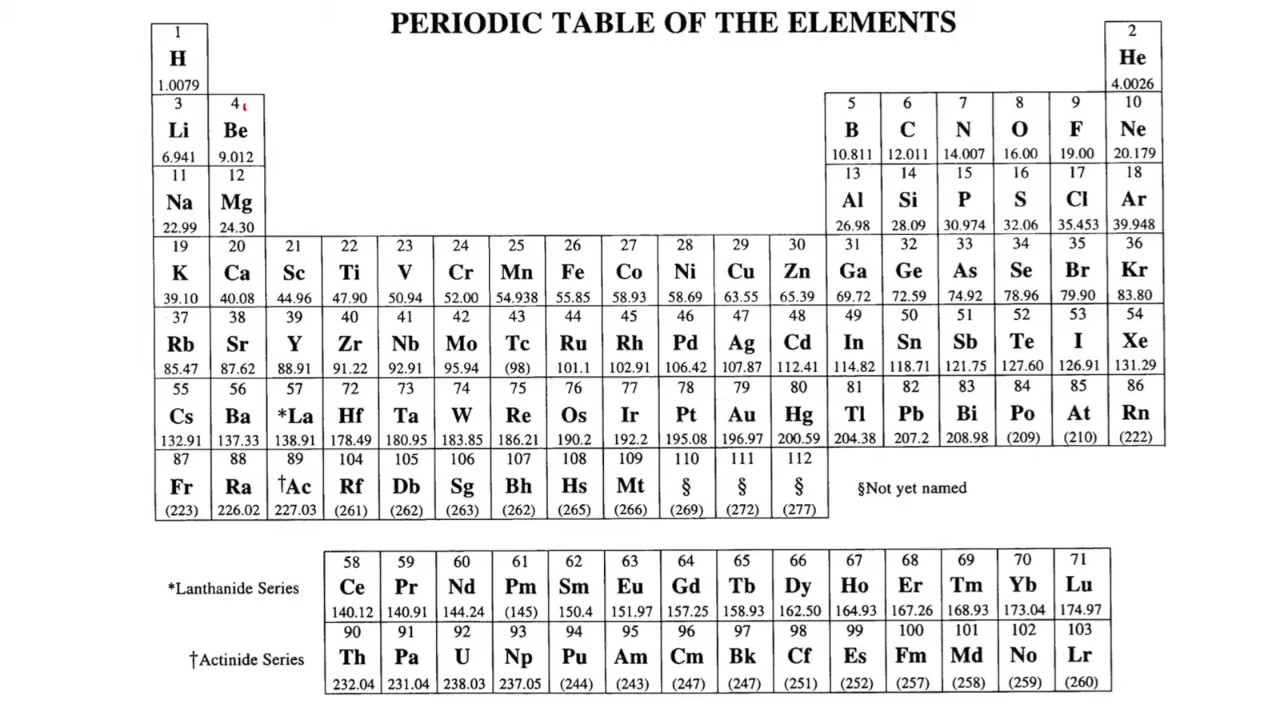 PERIODIC TABLE OF THE ELEMENTS
1 2
H He
1.0079 4.0026
3 4 5 6 7 8 9 10
Li Be B C N O F Ne
6.941 9.012 10.811 12.011 14.007 16.00 19.00 20.179
11 12 13 14 15 16 17 18
Na Mg Al Si P S Cl Ar
22.99 24.30 26.98 28.09 30.974 32.06 35.453 39.948
19 20 21 22 23 24 25 26 27 28 29 30 31 32 33 34 35 36
K Ca Sc Ti V Cr Mn Fe Co Ni Cu Zn Ga Ge As Se Br Kr
39.10 40.08 44.96 47.90 50.94 52.00 54.938 55.85 58.93 58.69 63.55 65.39 69.72 72.59 74.92 78.96 79.90 83.80
37 38 39 40 41 42 43 44 45 46 47 48 49 50 51 52 53 54
Rb Sr Y Zr Nb Mo Tc Ru Rh Pd Ag Cd In Sn Sb Te I Xe
85.47 87.62 88.91 91.22 92.91 95.94 (98) 101.1 102.91 106.42 107.87 112.41 114.82 118.71 121.75 127.60 126.91 131.29
55 56 57 72 73 74 75 76 77 78 79 80 81 82 83 84 85 86
Cs Ba *La Hf Ta W Re Os Ir Pt Au Hg Tl Pb Bi Po At Rn
132.91 137.33 138.91 178.49 180.95 183.85 186.21 190.2 192.2 195.08 196.97 200.59 204.38 207.2 208.98 (209) (210) (222)
87 88 89 104 105 106 107 108 109 110 111 112
Fr Ra †Ac Rf Db Sg Bh Hs Mt § § § §Not yet named
(223) 226.02 227.03 (261) (262) (263) (262) (265) (266) (269) (272) (277)
58 59 60 61 62 63 64 65 66 67 68 69 70 71
*Lanthanide Series Ce Pr Nd Pm Sm Eu Gd Tb Dy Ho Er Tm Yb Lu
140.12 140.91 144.24 (145) 150.4 151.97 157.25 158.93 162.50 164.93 167.26 168.93 173.04 174.97
90 91 92 93 94 95 96 97 98 99 100 101 102 103
†Actinide Series Th Pa U Np Pu Am Cm Bk Cf Es Fm Md No Lr
232.04 231.04 238.03 237.05 (244) (243) (247) (247) (251) (252) (257) (258) (259) (260)